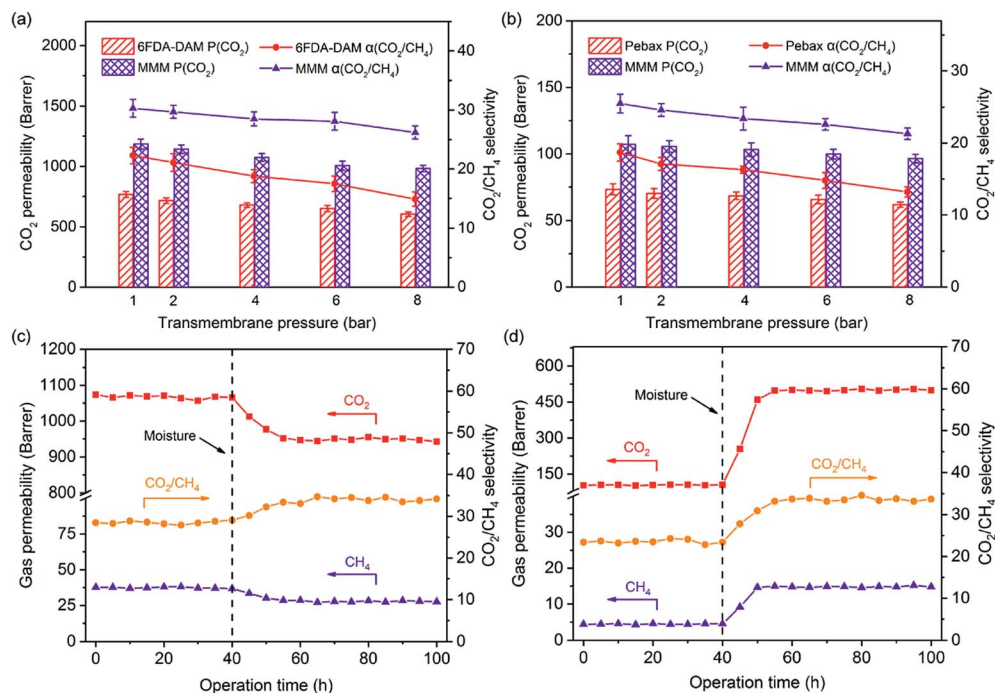 (a)
2000
1500
1000
500
0
CO₂ permeability (Barrer)
6FDA-DAM P(CO₂)
6FDA-DAM α(CO₂/CH₄)
MMM P(CO₂)
MMM α(CO₂/CH₄)
40
30
20
10
0
CO₂/CH₄ selectivity
1 2 4 6 8
Transmembrane pressure (bar)
(b)
200
150
100
50
0
CO₂ permeability (Barrer)
Pebax P(CO₂)
Pebax α(CO₂/CH₄)
MMM P(CO₂)
MMM α(CO₂/CH₄)
30
20
10
0
CO₂/CH₄ selectivity
1 2 4 6 8
Transmembrane pressure (bar)
(c)
1200
1100
1000
900
800
75
50
25
0
Gas permeability (Barrer)
CO₂
Moisture
CO₂/CH₄
CH₄
70
60
50
40
30
20
10
0
CO₂/CH₄ selectivity
0 20 40 60 80 100
Operation time (h)
(d)
600
450
300
150
30
20
15
10
5
0
Gas permeability (Barrer)
Moisture
CO₂
CO₂/CH₄
CH₄
70
60
50
40
30
20
10
0
CO₂/CH₄ selectivity
0 20 40 60 80 100
Operation time (h)